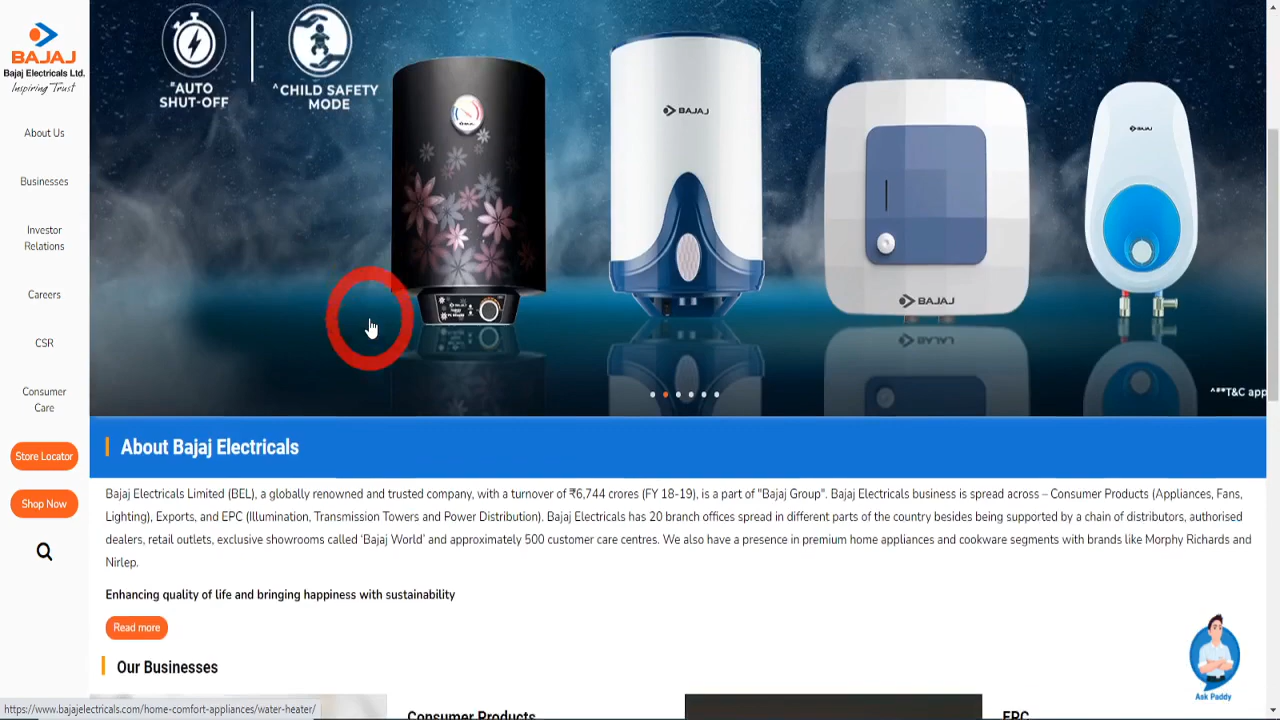 BAJAJ
Bajaj Electricals Ltd.
Inspiring Trust
About Us
Businesses
Investor
Relations
Careers
CSR
Consumer
Care
Store Locator
Shop Now
AUTO
SHUT-OFF
^CHILD SAFETY
MODE
BAJAJ
BAJAJ
BAJAJ
^#*T&C app
About Bajaj Electricals
Bajaj Electricals Limited (BEL), a globally renowned and trusted company, with a turnover of ₹6,744 crores (FY 18-19), is a part of "Bajaj Group". Bajaj Electricals business is spread across – Consumer Products (Appliances, Fans,
Lighting), Exports, and EPC (Illumination, Transmission Towers and Power Distribution). Bajaj Electricals has 20 branch offices spread in different parts of the country besides being supported by a chain of distributors, authorised
dealers, retail outlets, exclusive showrooms called ‘Bajaj World’ and approximately 500 customer care centres. We also have a presence in premium home appliances and cookware segments with brands like Morphy Richards and
Nirlep.
Enhancing quality of life and bringing happiness with sustainability
Read more
Our Businesses
Ask Paddy
Consumer Products
EPC
https://www.bajajelectricals.com/home-comfort-appliances/water-heater/